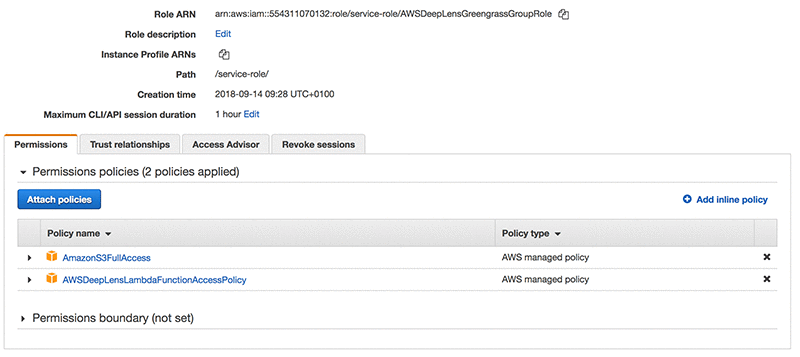 Role ARN arn:aws:iam::554311070132:role/service-role/AWSDeepLensGreengrassGroupRole
Role description Edit
Instance Profile ARNs
Path /service-role/
Creation time 2018-09-14 09:28 UTC+0100
Maximum CLI/API session duration 1 hour Edit
Permissions Trust relationships Access Advisor Revoke sessions
Permissions policies (2 policies applied)
Attach policies Add inline policy
Policy name Policy type
AmazonS3FullAccess AWS managed policy
AWSDeepLensLambdaFunctionAccessPolicy AWS managed policy
Permissions boundary (not set)